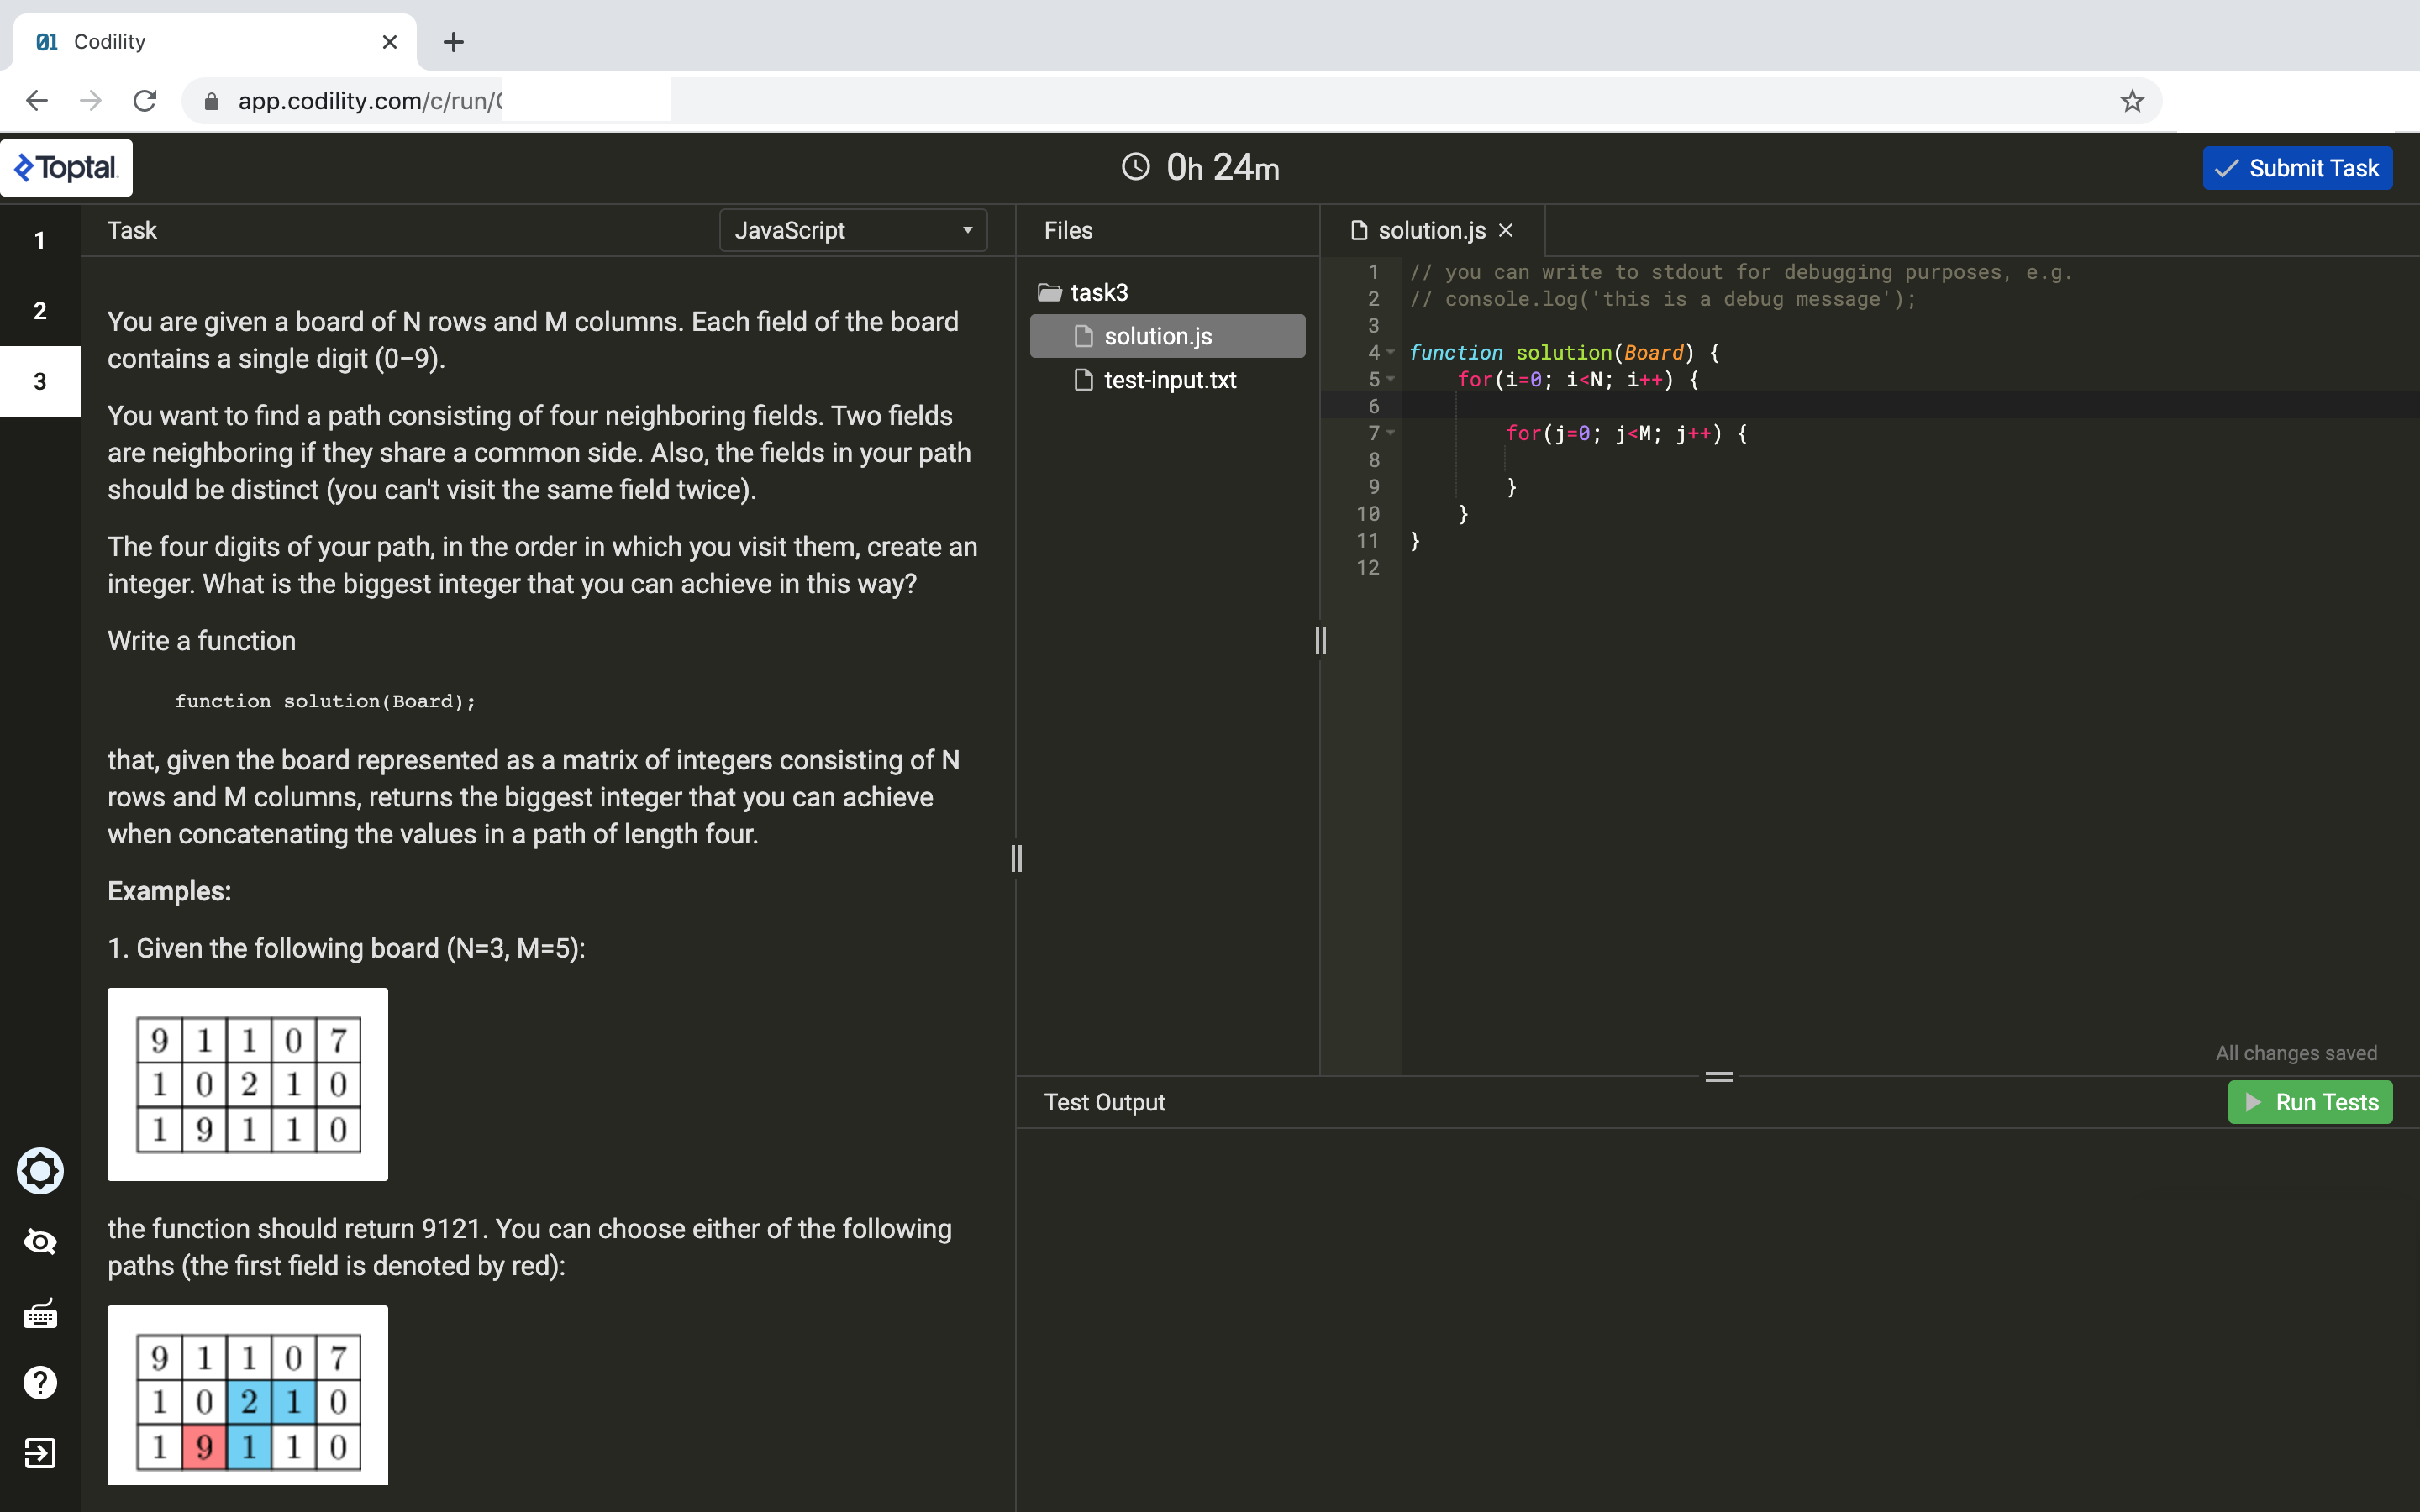 Codility
app.codility.com/c/run/
Toptal
0h 24m
Submit Task
1
2
3
Task
JavaScript
You are given a board of N rows and M columns. Each field of the board
contains a single digit (0−9).
You want to find a path consisting of four neighboring fields. Two fields
are neighboring if they share a common side. Also, the fields in your path
should be distinct (you can't visit the same field twice).
The four digits of your path, in the order in which you visit them, create an
integer. What is the biggest integer that you can achieve in this way?
Write a function
function solution(Board);
that, given the board represented as a matrix of integers consisting of N
rows and M columns, returns the biggest integer that you can achieve
when concatenating the values in a path of length four.
Examples:
1. Given the following board (N=3, M=5):
9 1 1 0 7
1 0 2 1 0
1 9 1 1 0
the function should return 9121. You can choose either of the following
paths (the first field is denoted by red):
9 1 1 0 7
1 0 2 1 0
1 9 1 1 0
Files
task3
solution.js
test-input.txt
solution.js
1 // you can write to stdout for debugging purposes, e.g.
2 // console.log('this is a debug message');
3
4 function solution(Board) {
5 for(i=0; i<N; i++) {
6
7 for(j=0; j<M; j++) {
8
9 }
10 }
11 }
12
All changes saved
Test Output
Run Tests